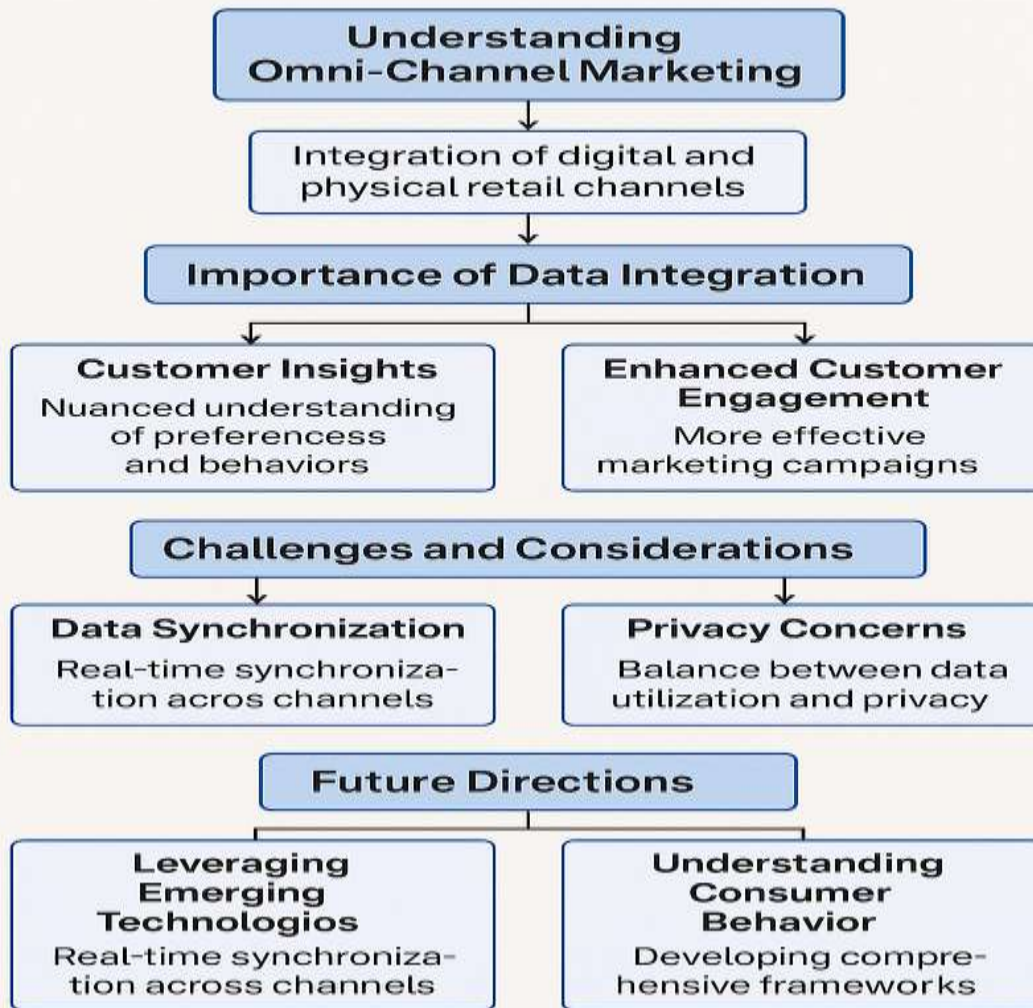 Understanding
Omni-Channel Marketing
Integration of digital and
physical retail channels
Importance of Data Integration
Customer Insights
Nuanced understanding
of preferencess
and behaviors
Enhanced Customer
Engagement
More effective
marketing campaigns
Challenges and Considerations
Data Synchronization
Real-time synchroniza-
tion acros channels
Privacy Concerns
Balance between data
utilization and privacy
Future Directions
Leveraging
Emerging
Technologios
Real-time synchroniza-
tion across channels
Understanding
Consumer
Behavior
Developing compre-
hensive frameworks